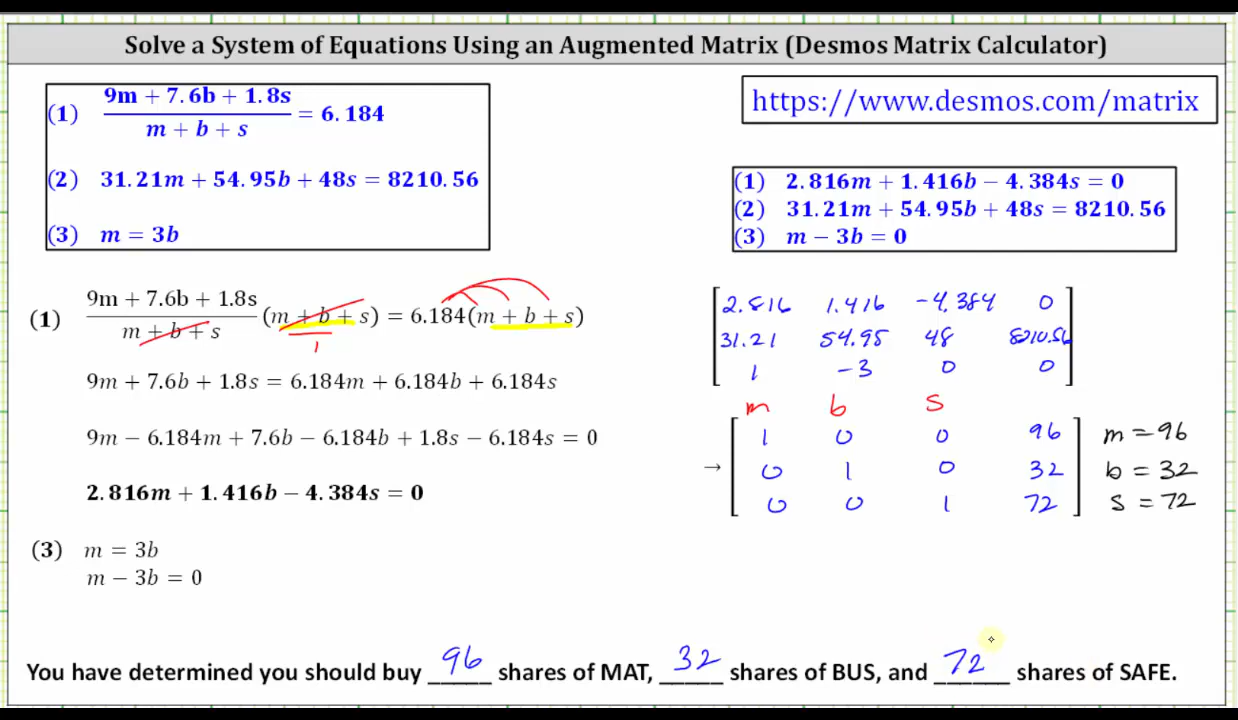 Solve a System of Equations Using an Augmented Matrix (Desmos Matrix Calculator)
(1) 9m + 7.6b + 1.8s / m + b + s = 6.184
(2) 31.21m + 54.95b + 48s = 8210.56
(3) m = 3b
https://www.desmos.com/matrix
(1) 2.816m + 1.416b − 4.384s = 0
(2) 31.21m + 54.95b + 48s = 8210.56
(3) m − 3b = 0
(1) 9m + 7.6b + 1.8s / m + b + s (m + b + s) = 6.184(m + b + s)
1
9m + 7.6b + 1.8s = 6.184m + 6.184b + 6.184s
9m − 6.184m + 7.6b − 6.184b + 1.8s − 6.184s = 0
2.816m + 1.416b − 4.384s = 0
(3) m = 3b
m − 3b = 0
2.816 1.416 −4.384 0
31.21 54.95 48 8210.56
1 −3 0 0
m b s
1 0 0 96 m = 96
→ 0 1 0 32 b = 32
0 0 1 72 s = 72
You have determined you should buy 96 shares of MAT, 32 shares of BUS, and 72 shares of SAFE.